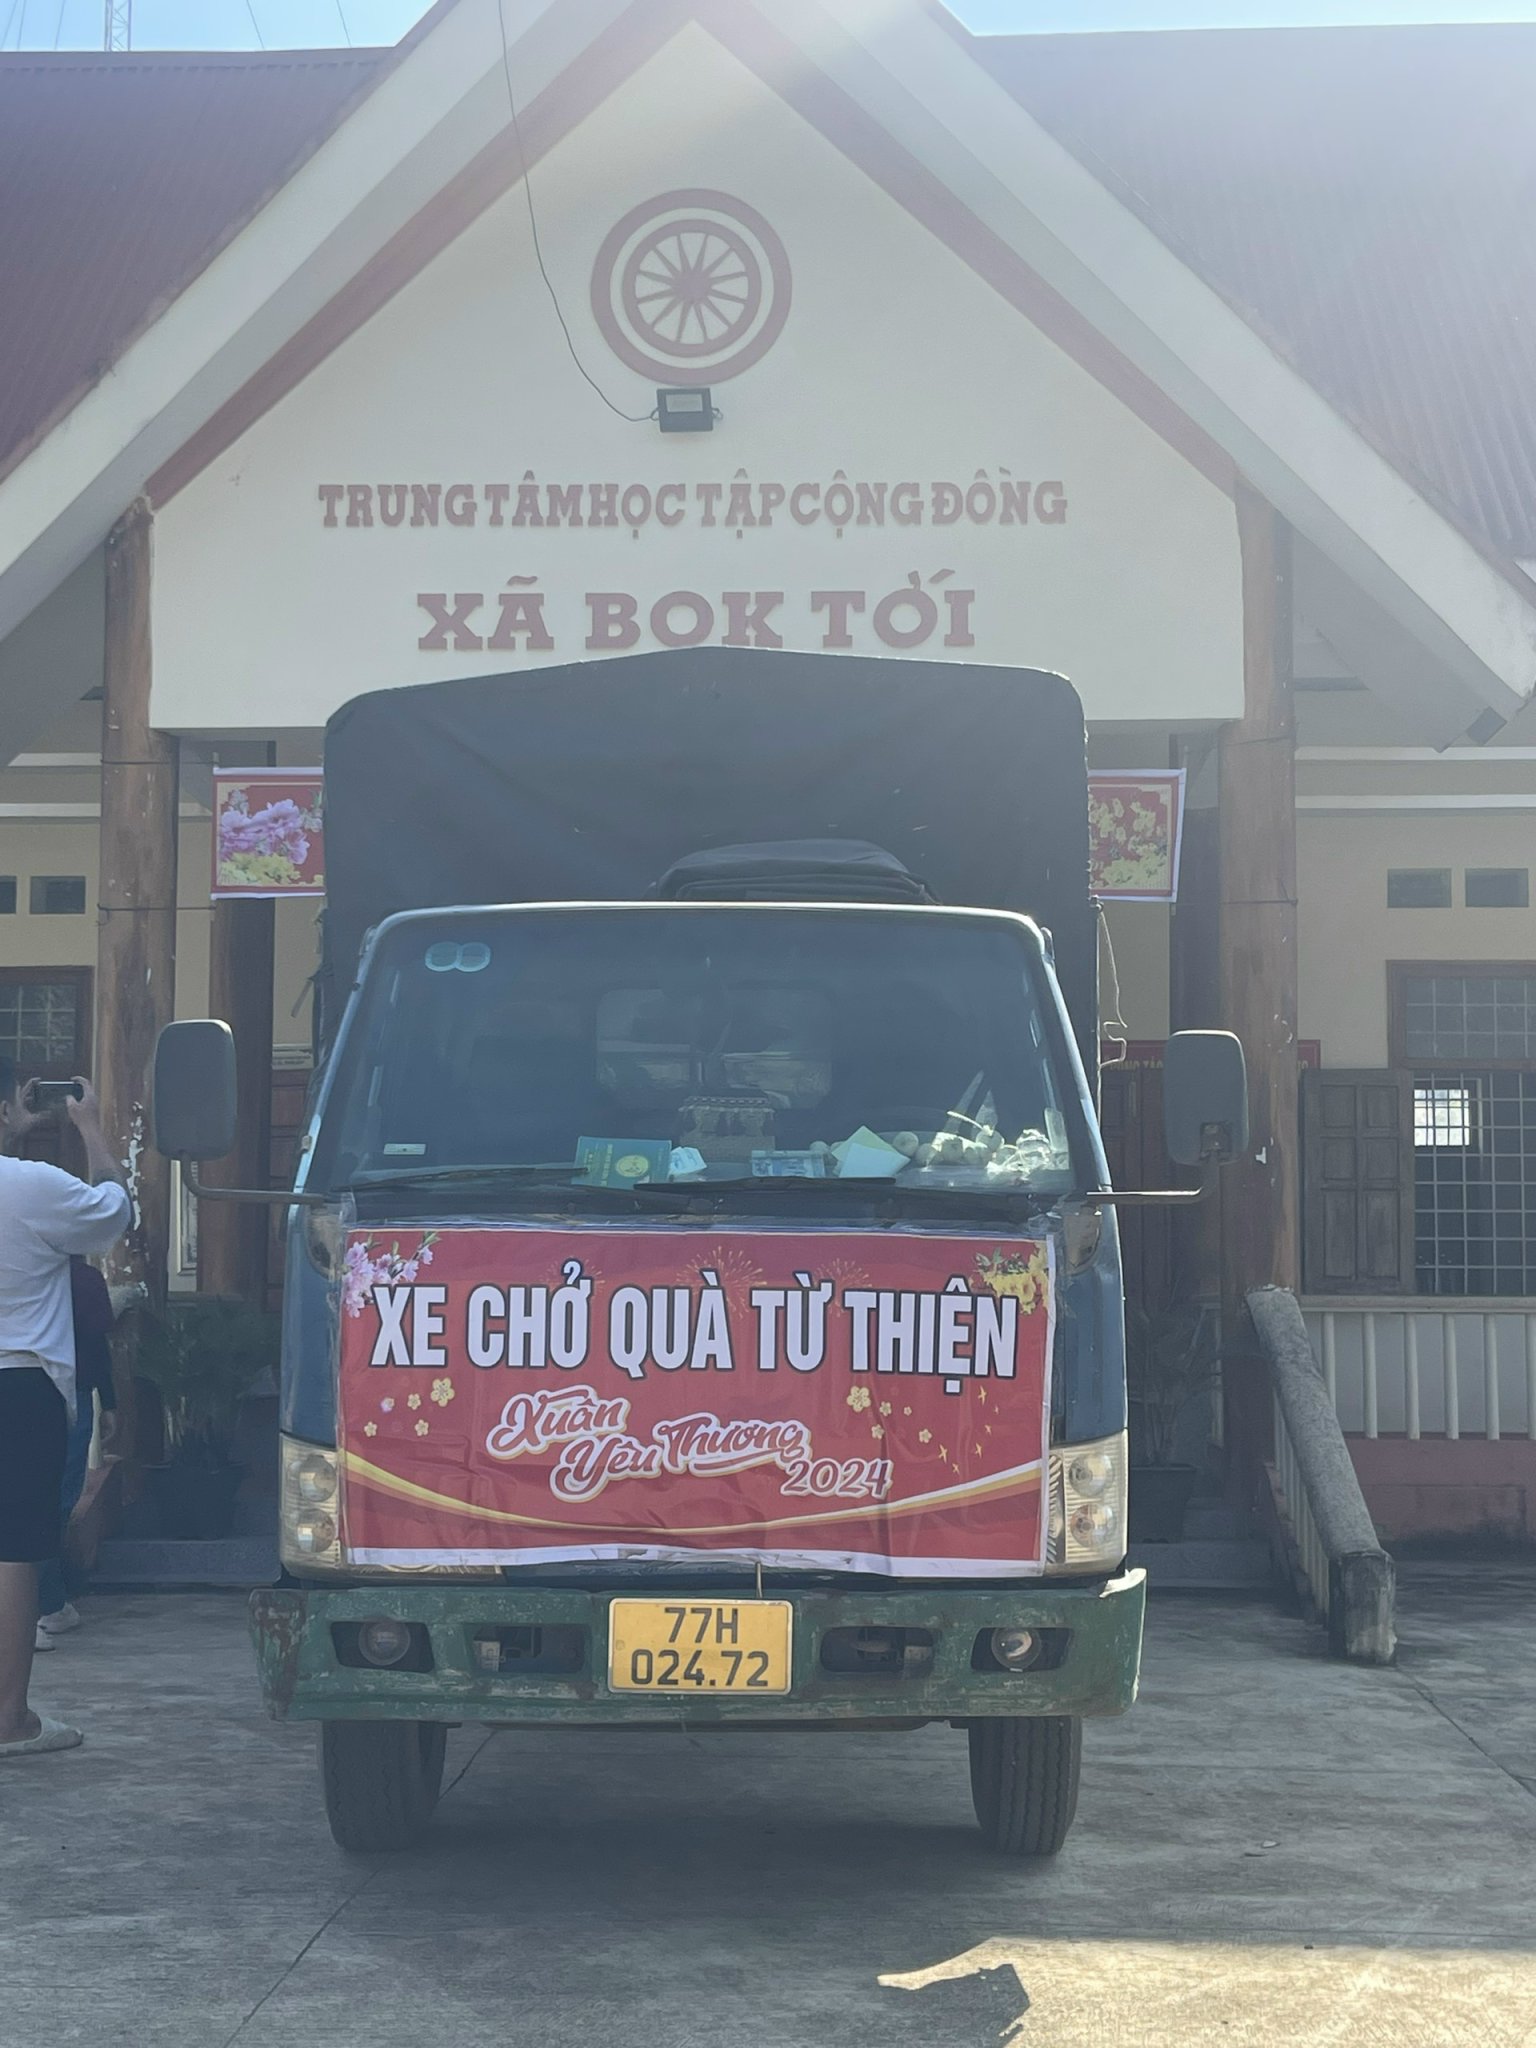 TRUNG TÂM HỌC TẬP CỘNG ĐỒNG
XÃ BOK TỚI
XE CHỞ QUÀ TỪ THIỆN
Xuân
Yêu Thương
2024
77H
024.72